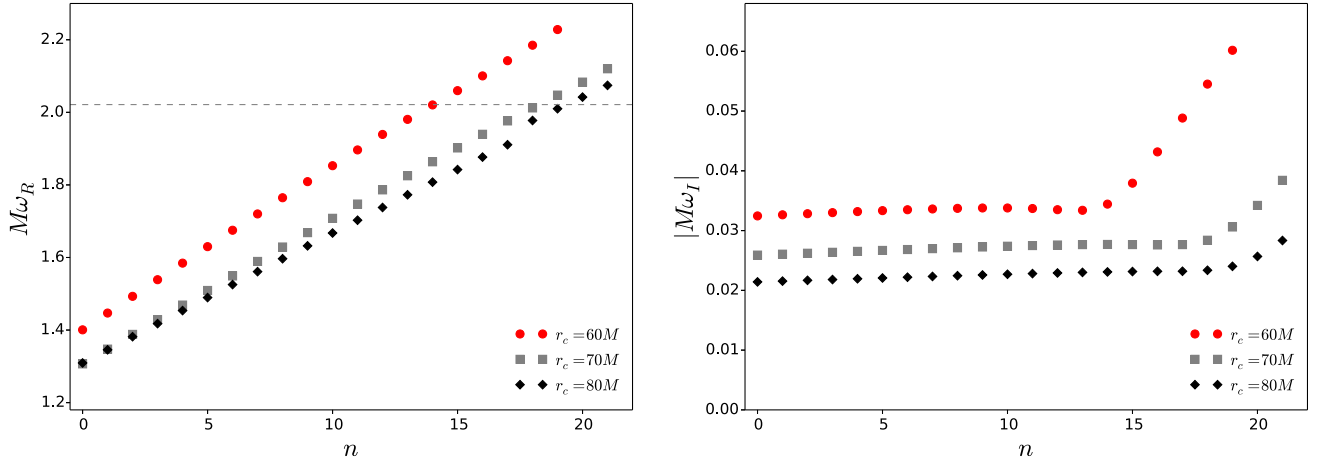 2.2
2.0
1.8
1.6
1.4
1.2
Mω_R
0
5
10
15
20
n
r_c = 60M
r_c = 70M
r_c = 80M
0.06
0.05
0.04
0.03
0.02
0.01
0.00
|Mω_I|
0
5
10
15
20
n
r_c = 60M
r_c = 70M
r_c = 80M